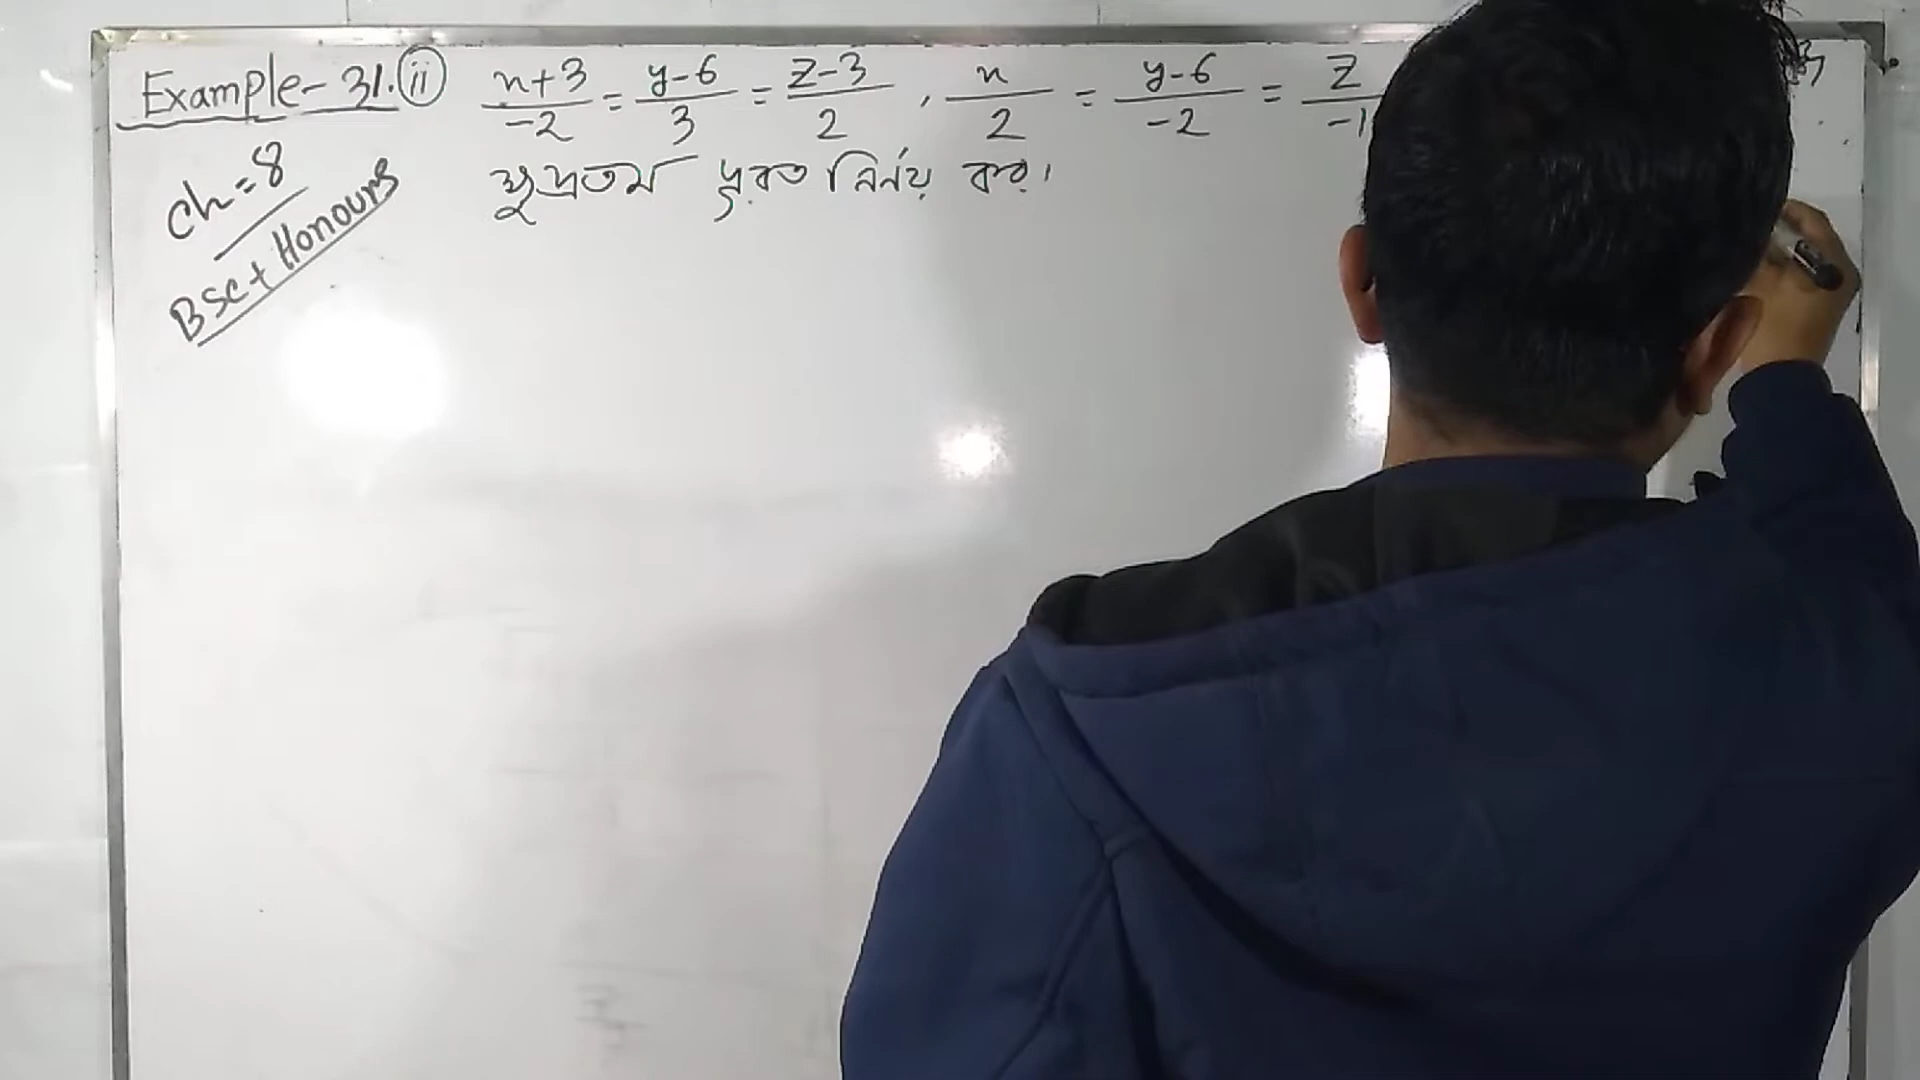 Example-31.(ii) x+3/-2 = y-6/3 = z-3/2 , x/2 = y-6/-2 = z/-1
ক্ষুদ্রতম দূরত্ব নির্ণয় কর।
ch=8
Bsc+Honours